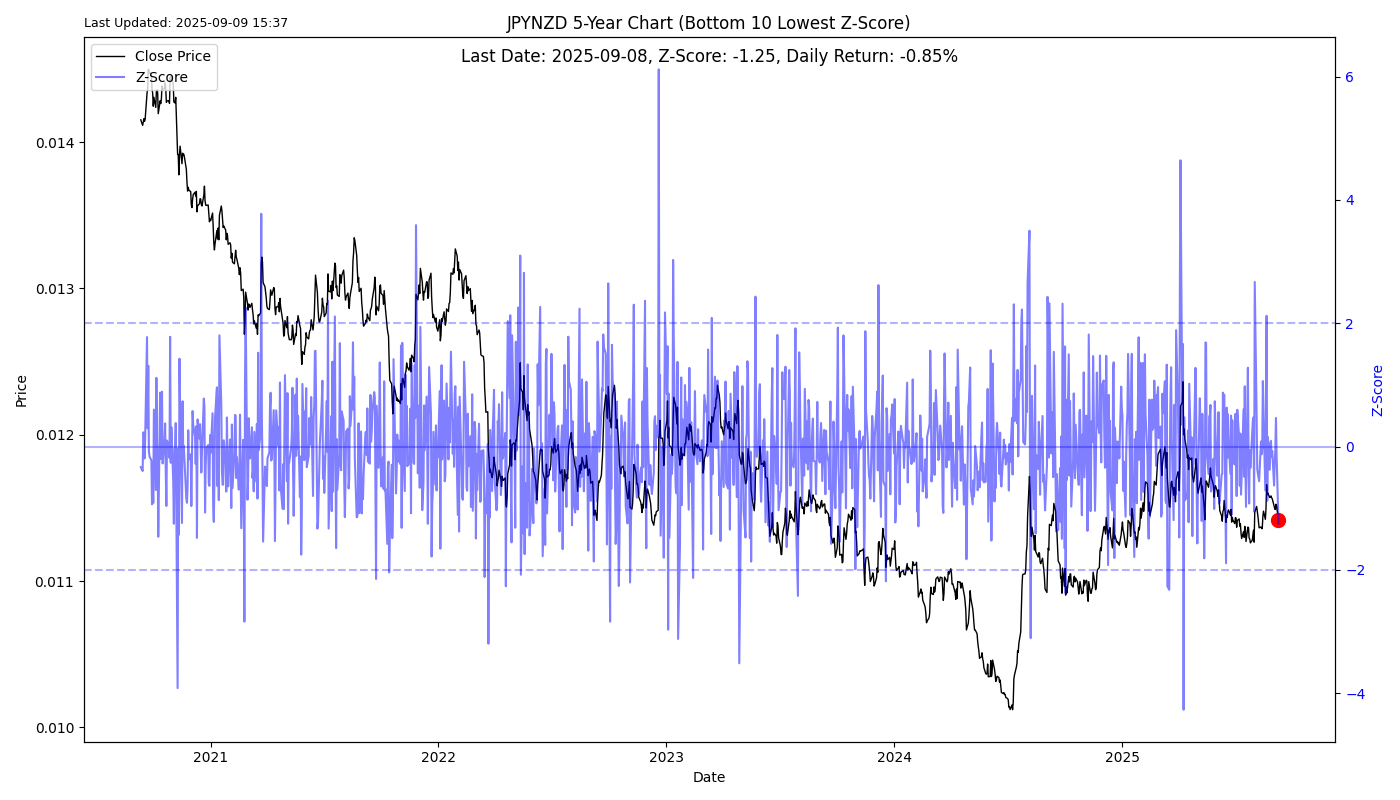 Last Updated: 2025-09-09 15:37
JPYNZD 5-Year Chart (Bottom 10 Lowest Z-Score)
Last Date: 2025-09-08, Z-Score: -1.25, Daily Return: -0.85%
Close Price
Z-Score
Price
0.014
0.013
0.012
0.011
0.010
6
4
2
0
−2
−4
Z-Score
2021
2022
2023
2024
2025
Date